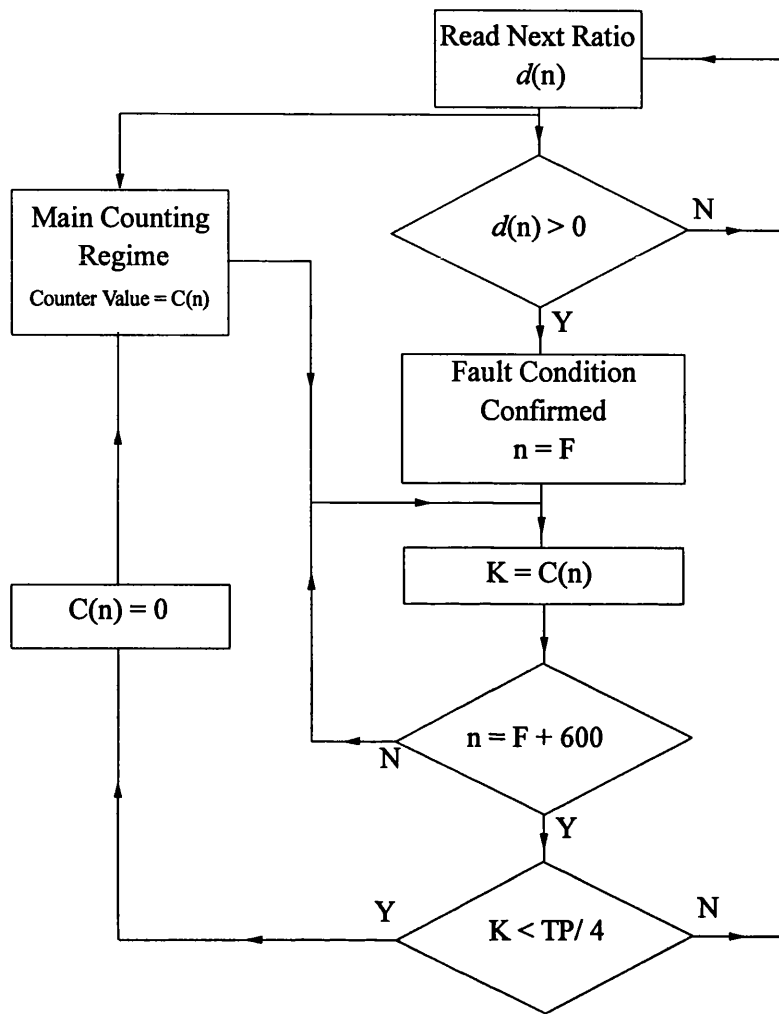 Read Next Ratio
d(n)
Main Counting
Regime
Counter Value = C(n)
d(n) > 0
N
Y
Fault Condition
Confirmed
n = F
K = C(n)
C(n) = 0
n = F + 600
N
Y
Y
K < TP/ 4
N